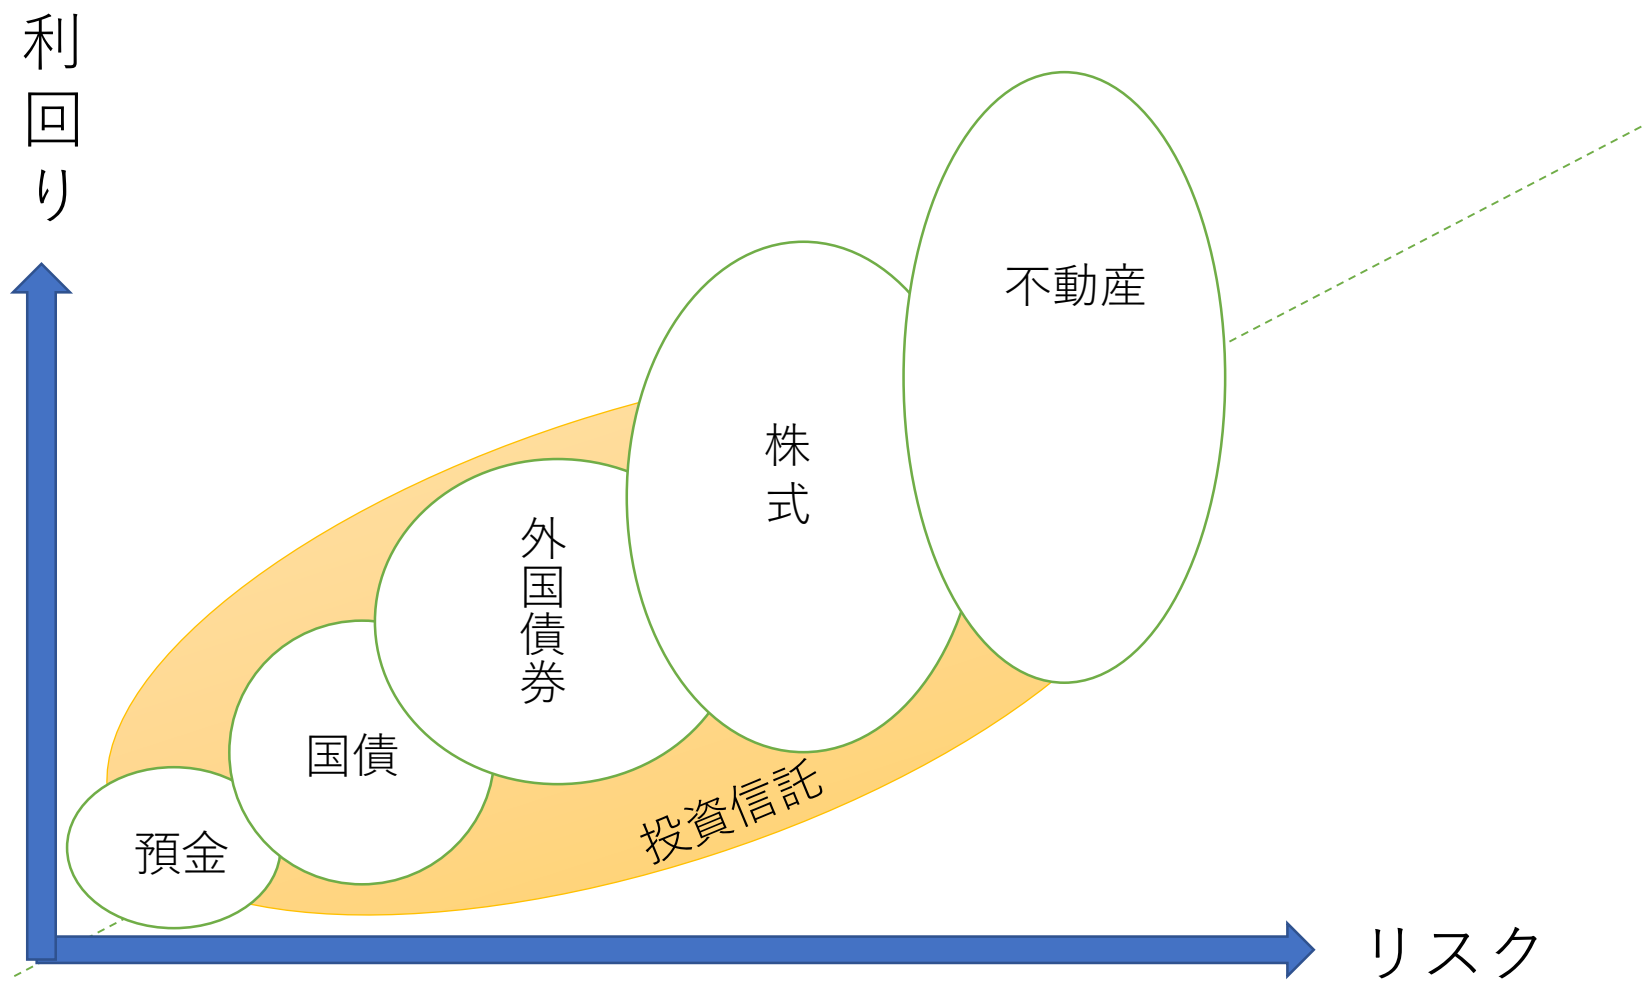 利回り
不動産
株式
外国債券
国債
投資信託
預金
リスク